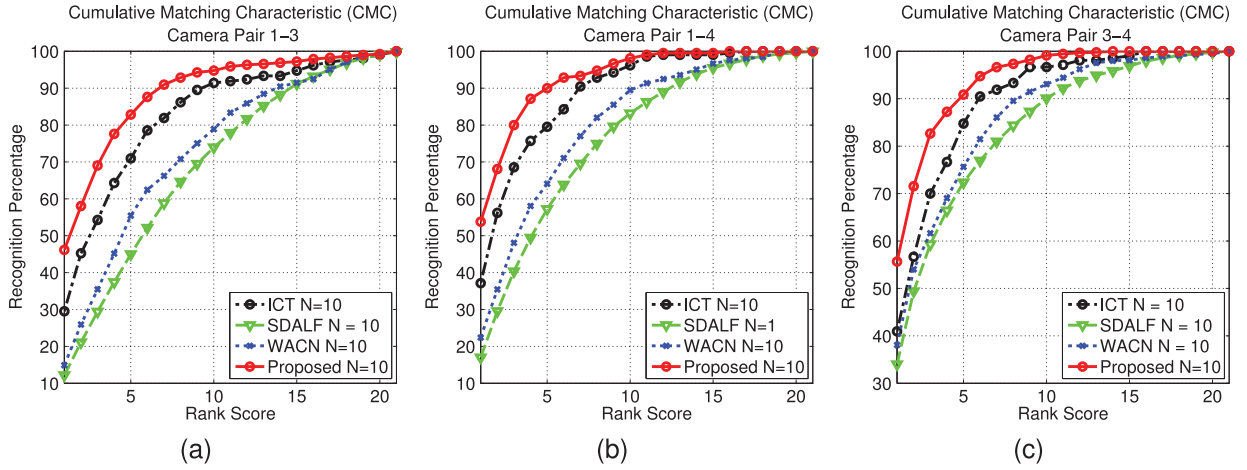 Cumulative Matching Characteristic (CMC)
Camera Pair 1−3
Recognition Percentage
100
90
80
70
60
50
40
30
20
10
5
10
15
20
Rank Score
ICT N=10
SDALF N = 10
WACN N=10
Proposed N=10
(a)
Cumulative Matching Characteristic (CMC)
Camera Pair 1−4
Recognition Percentage
100
90
80
70
60
50
40
30
20
10
5
10
15
20
Rank Score
ICT N=10
SDALF N=1
WACN N=10
Proposed N=10
(b)
Cumulative Matching Characteristic (CMC)
Camera Pair 3−4
Recognition Percentage
100
90
80
70
60
50
40
30
5
10
15
20
Rank Score
ICT N = 10
SDALF N = 10
WACN N = 10
Proposed N=10
(c)